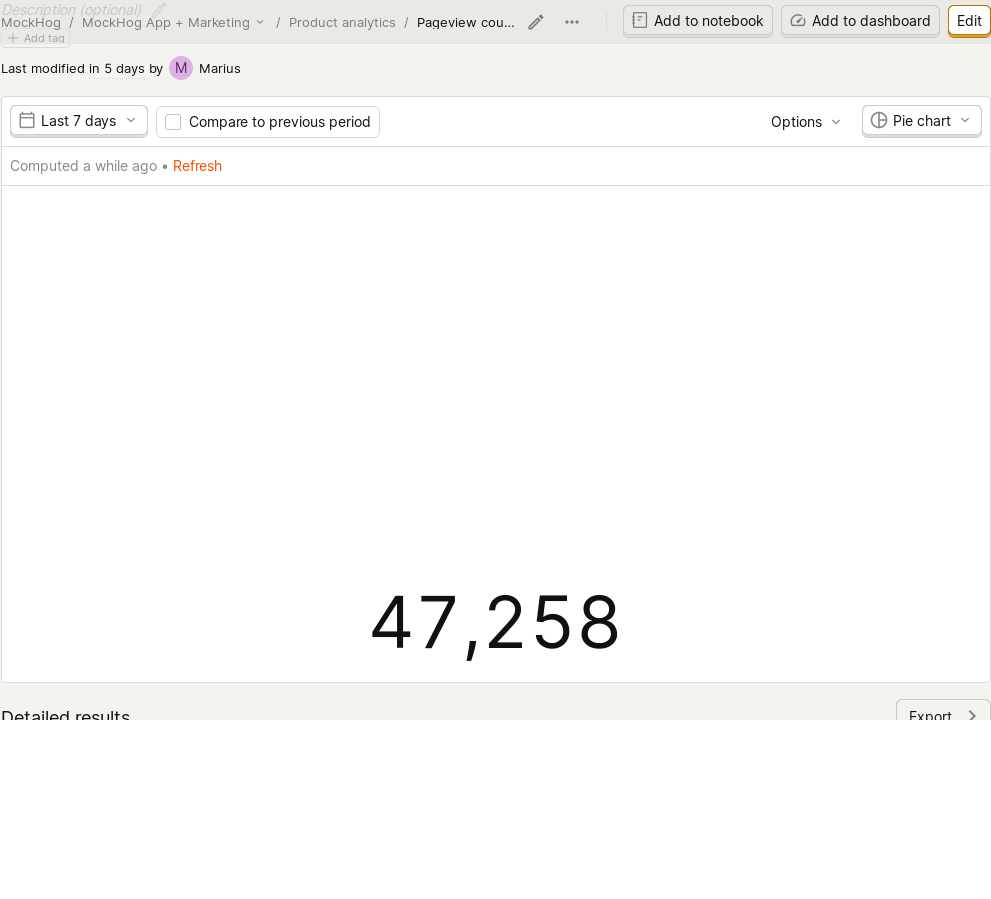 Description (optional)
MockHog / MockHog App + Marketing / Product analytics / Pageview cou... Add to notebook Add to dashboard Edit
Add tag
Last modified in 5 days by M Marius
Last 7 days Compare to previous period Options Pie chart
Computed a while ago • Refresh
47,258
Detailed results Export